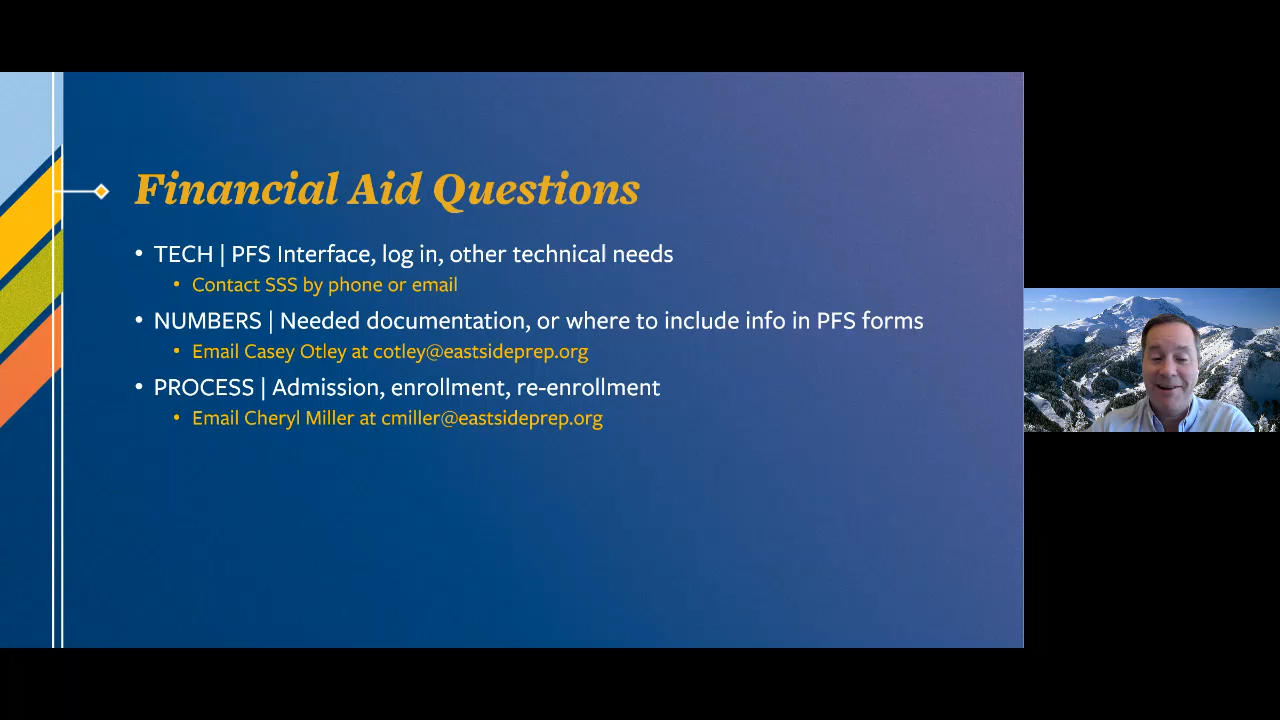 Financial Aid Questions
• TECH | PFS Interface, log in, other technical needs
• Contact SSS by phone or email
• NUMBERS | Needed documentation, or where to include info in PFS forms
• Email Casey Otley at cotley@eastsideprep.org
• PROCESS | Admission, enrollment, re-enrollment
• Email Cheryl Miller at cmiller@eastsideprep.org